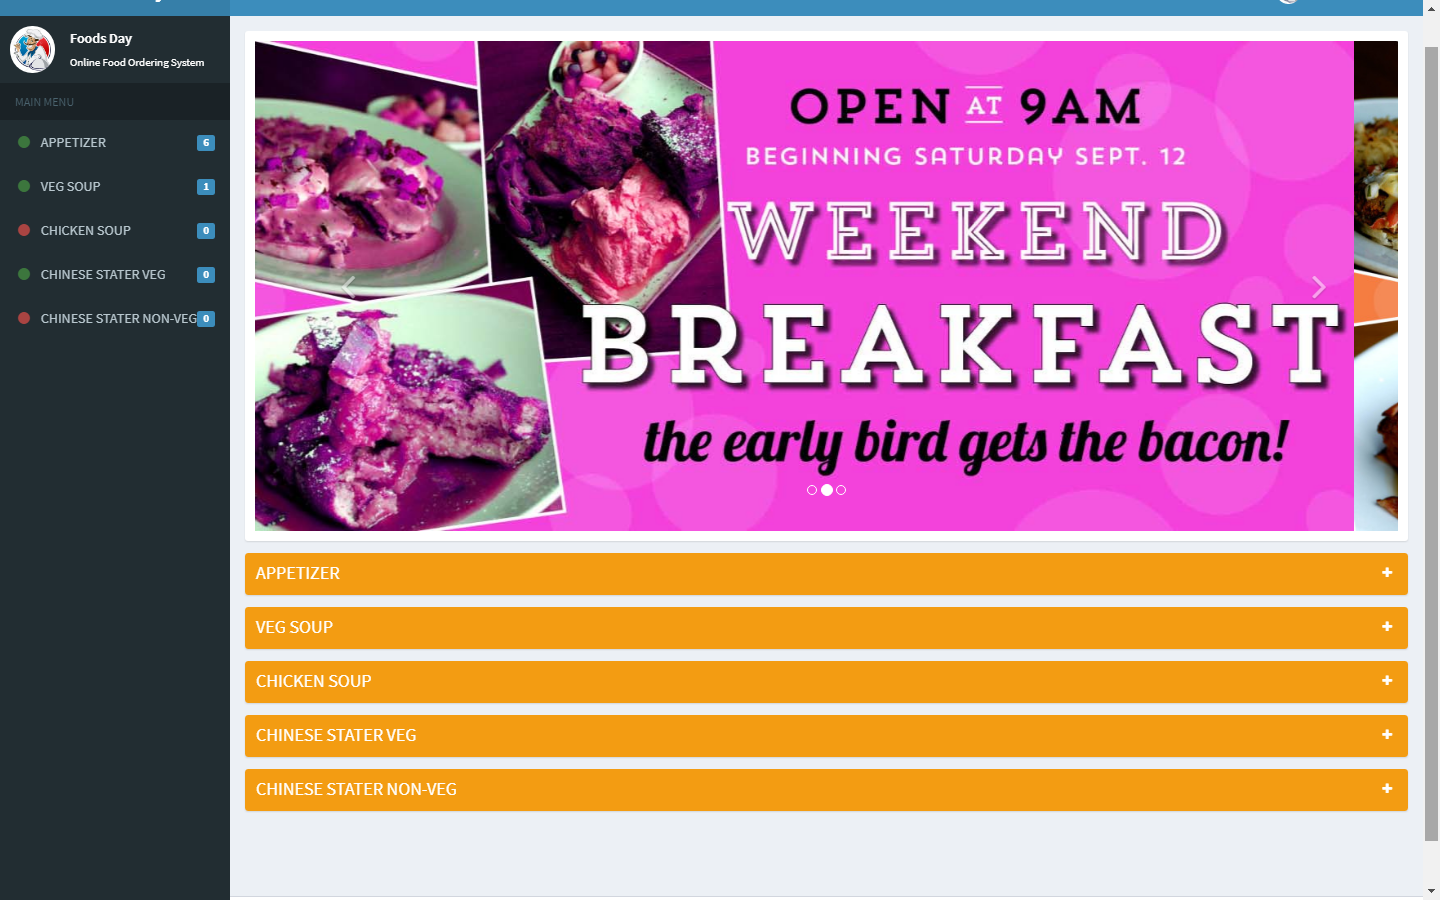 Foods Day
Online Food Ordering System
MAIN MENU
APPETIZER 6
VEG SOUP 1
CHICKEN SOUP 0
CHINESE STATER VEG 0
CHINESE STATER NON-VEG 0
OPEN AT 9AM
BEGINNING SATURDAY SEPT. 12
WEEKEND
BREAKFAST
the early bird gets the bacon!
APPETIZER
VEG SOUP
CHICKEN SOUP
CHINESE STATER VEG
CHINESE STATER NON-VEG